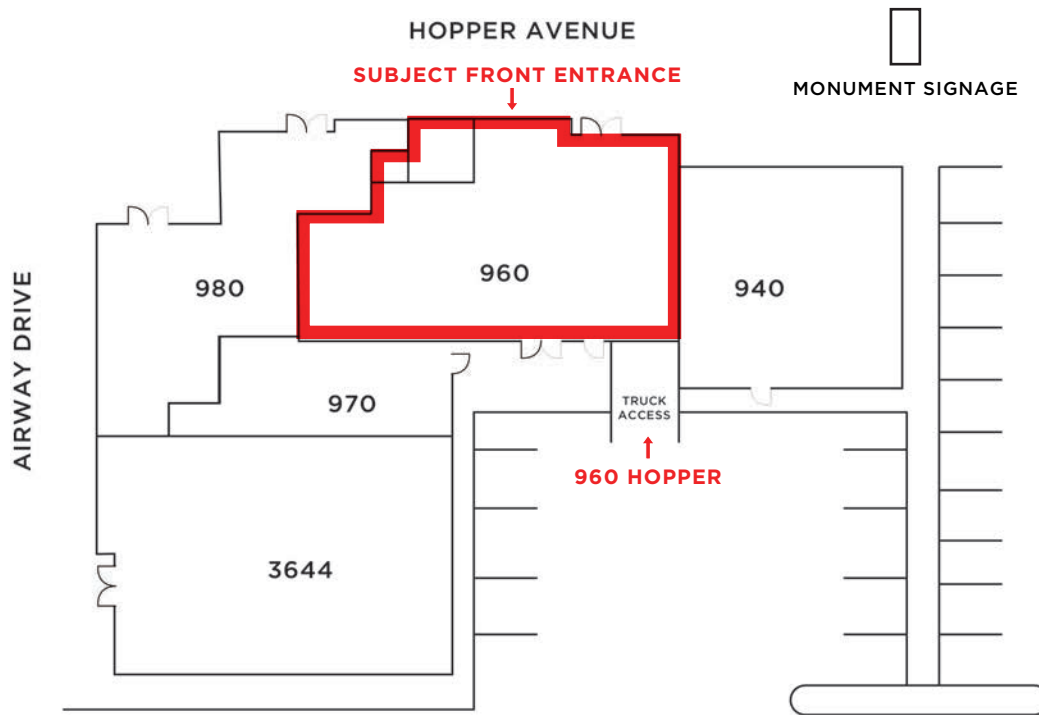 HOPPER AVENUE
SUBJECT FRONT ENTRANCE
MONUMENT SIGNAGE
AIRWAY DRIVE
980
960
940
970
TRUCK
ACCESS
960 HOPPER
3644